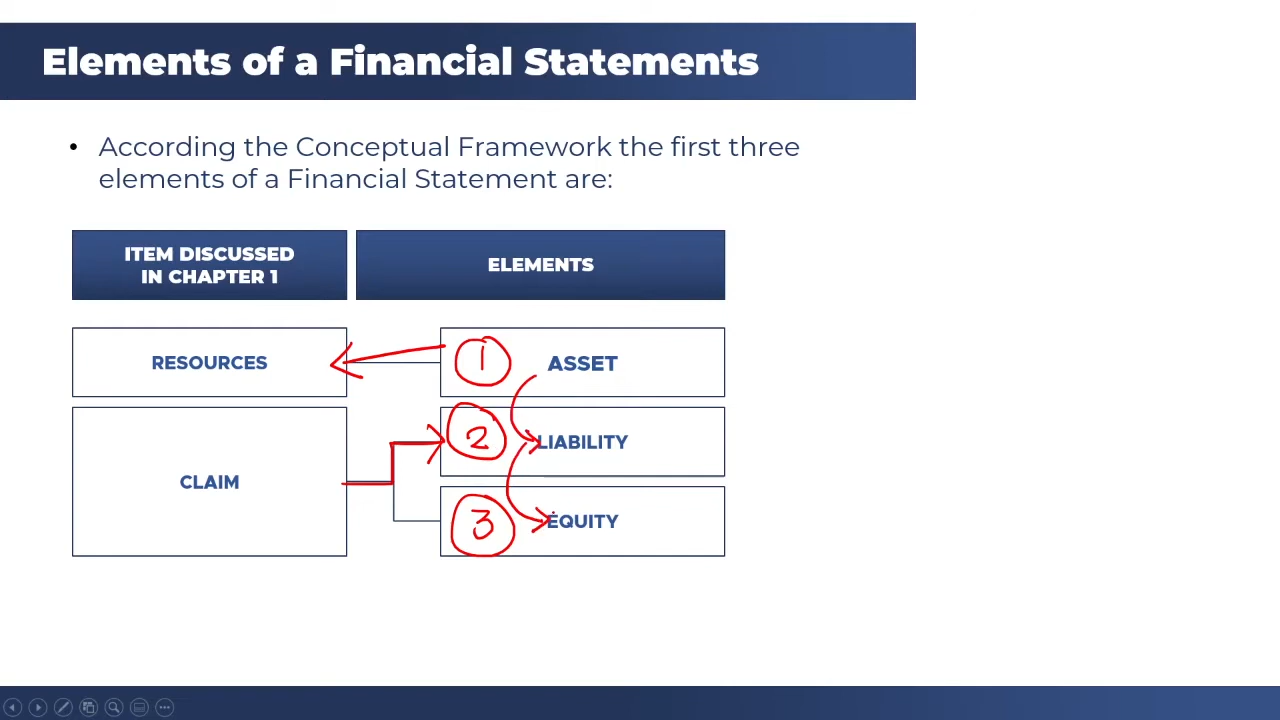 Elements of a Financial Statements
• According the Conceptual Framework the first three
elements of a Financial Statement are:
ITEM DISCUSSED
IN CHAPTER 1
ELEMENTS
RESOURCES
1 ASSET
CLAIM
2 LIABILITY
3 EQUITY